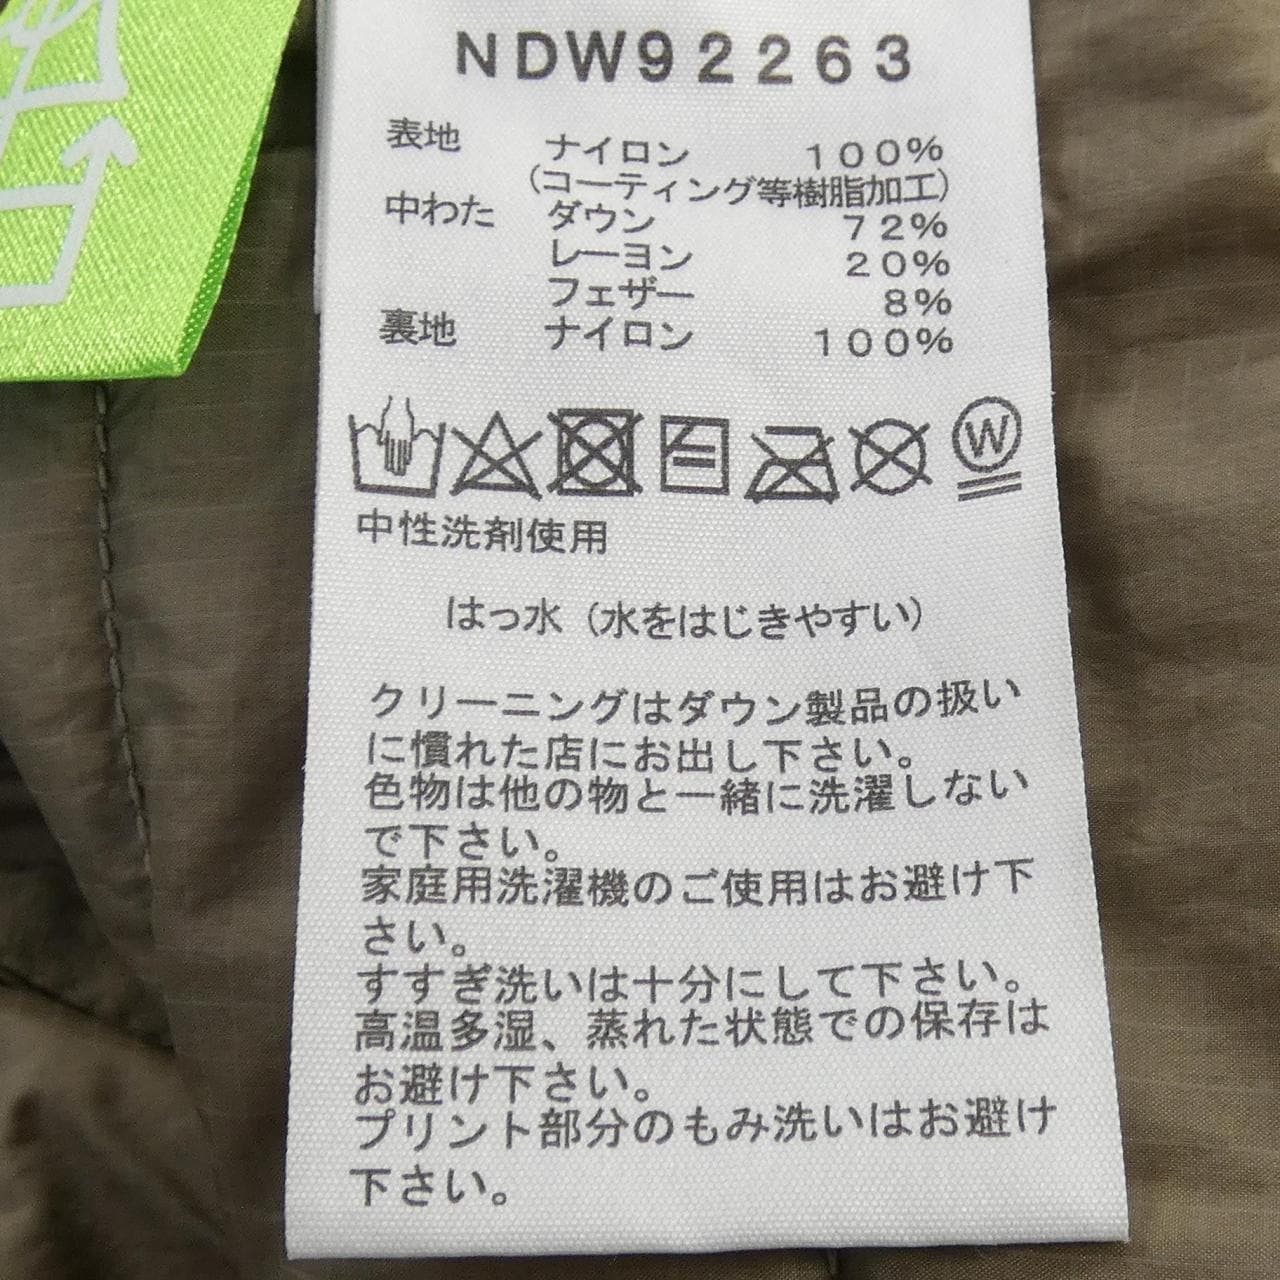 NDW92263
表地 ナイロン 100%
(コーティング等樹脂加工)
中わた ダウン 72%
レーヨン 20%
フェザー 8%
裏地 ナイロン 100%
W
中性洗剤使用
はっ水 (水をはじきやすい)
クリーニングはダウン製品の扱い
に慣れた店にお出し下さい。
色物は他の物と一緒に洗濯しない
で下さい。
家庭用洗濯機のご使用はお避け下
さい。
すすぎ洗いは十分にして下さい。
高温多湿、蒸れた状態での保存は
お避け下さい。
プリント部分のもみ洗いはお避け
下さい。